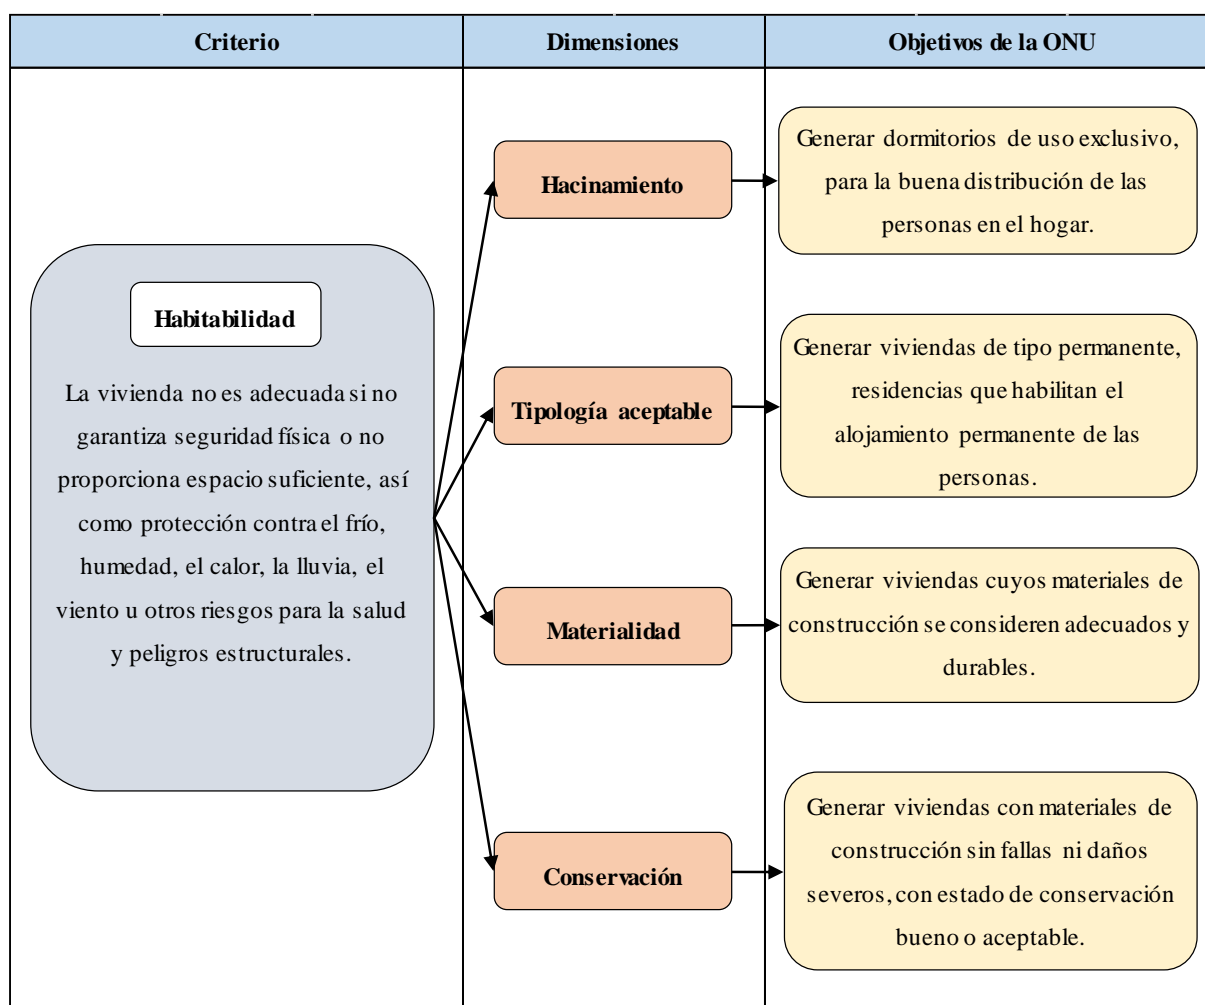 Criterio
Dimensiones
Objetivos de la ONU
Habitabilidad
La vivienda no es adecuada si no
garantiza seguridad física o no
proporciona espacio suficiente, así
como protección contra el frío,
humedad, el calor, la lluvia, el
viento u otros riesgos para la salud
y peligros estructurales.
Hacinamiento
Generar dormitorios de uso exclusivo,
para la buena distribución de las
personas en el hogar.
Tipología aceptable
Generar viviendas de tipo permanente,
residencias que habilitan el
alojamiento permanente de las
personas.
Materialidad
Generar viviendas cuyos materiales de
construcción se consideren adecuados y
durables.
Conservación
Generar viviendas con materiales de
construcción sin fallas ni daños
severos, con estado de conservación
bueno o aceptable.